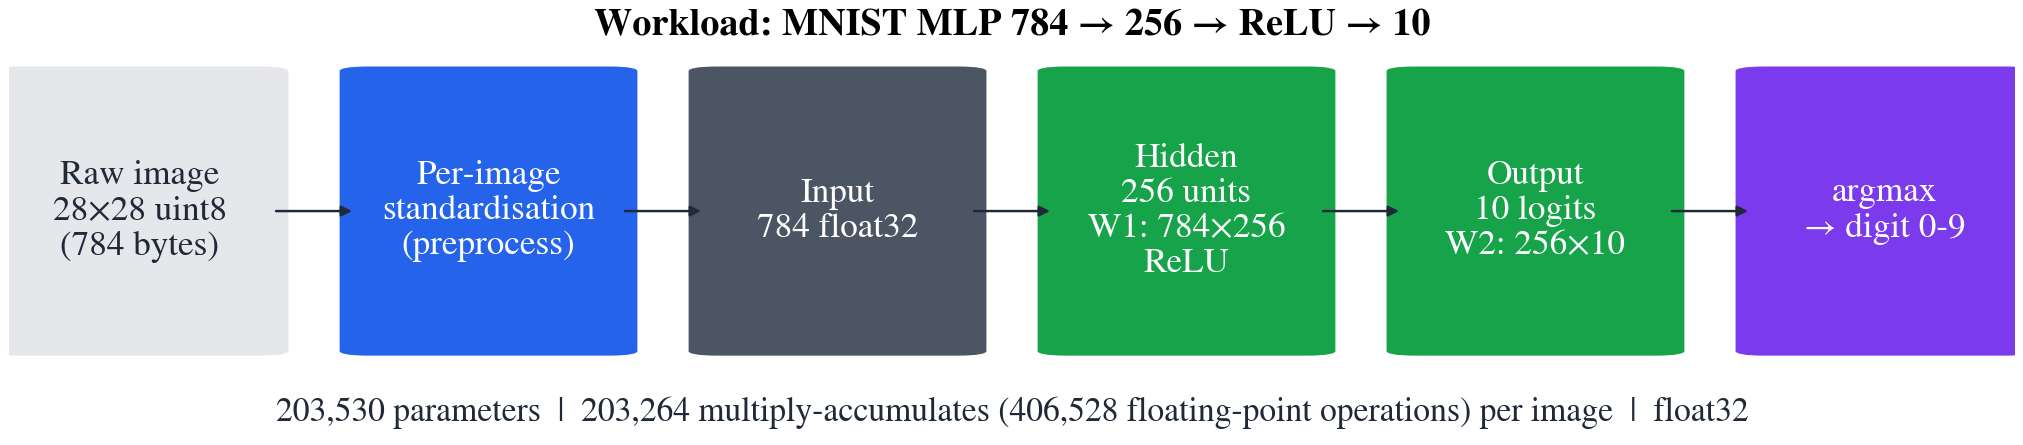 Workload: MNIST MLP 784 → 256 → ReLU → 10
Raw image
28×28 uint8
(784 bytes)
Per-image
standardisation
(preprocess)
Input
784 float32
Hidden
256 units
W1: 784×256
ReLU
Output
10 logits
W2: 256×10
argmax
→ digit 0-9
203,530 parameters | 203,264 multiply-accumulates (406,528 floating-point operations) per image | float32